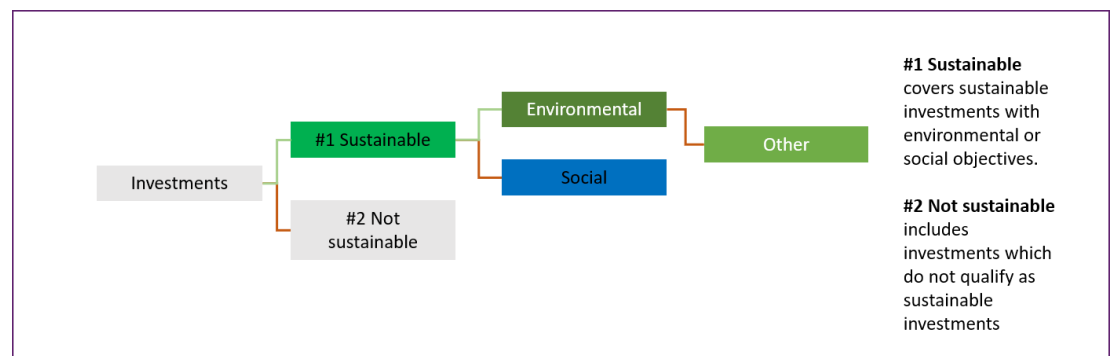 Investments
#1 Sustainable
#2 Not
sustainable
Environmental
Social
Other
#1 Sustainable
covers sustainable
investments with
environmental or
social objectives.
#2 Not sustainable
includes
investments which
do not qualify as
sustainable
investments